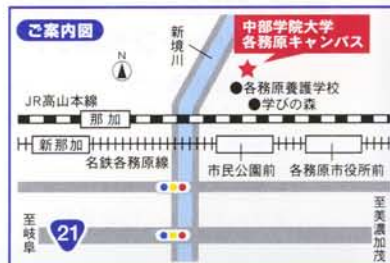 ご案内図
新境川
中部学院大学
各務原キャンパス
N
●各務原養護学校
●学びの森
JR高山本線
那加
新那加
名鉄各務原線
市民公園前
各務原市役所前
至岐阜
21
至美濃加茂